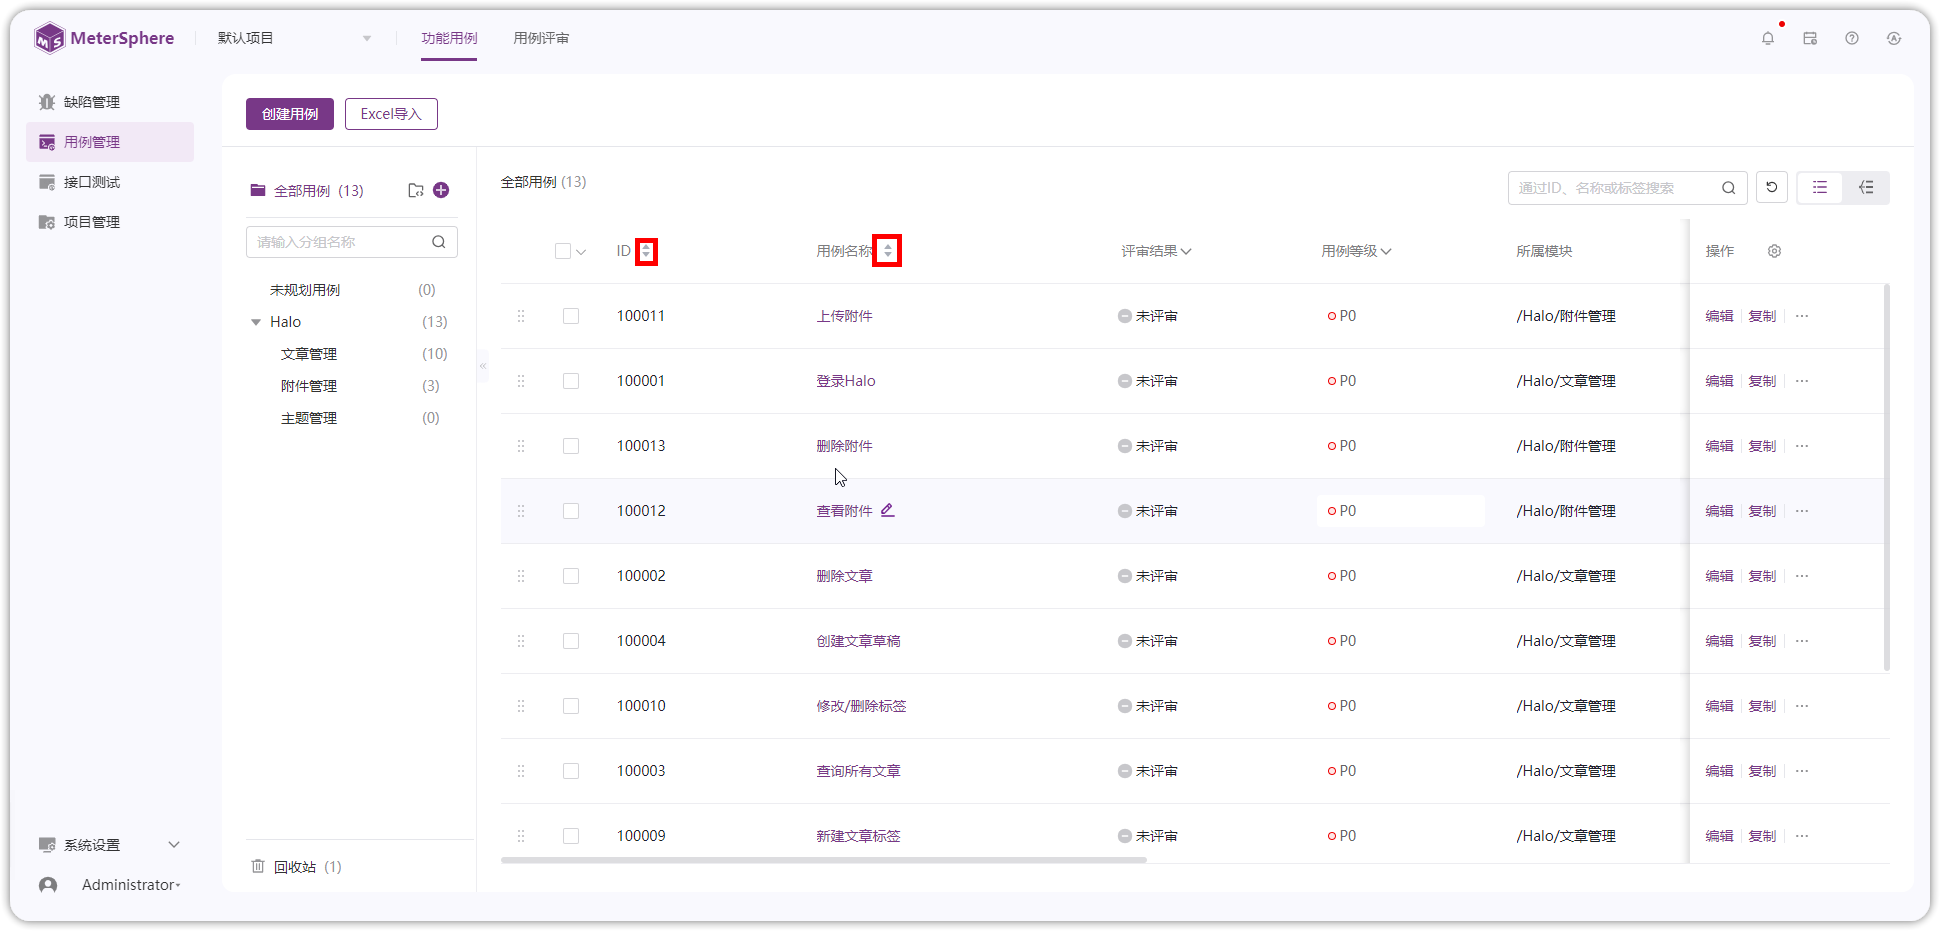 MeterSphere 默认项目 功能用例 用例评审
缺陷管理
用例管理
接口测试
项目管理
系统设置
Administrator
创建用例 Excel导入
全部用例 (13)
请输入分组名称
未规划用例 (0)
Halo (13)
文章管理 (10)
附件管理 (3)
主题管理 (0)
回收站 (1)
全部用例 (13)
通过ID、名称或标签搜索
ID 用例名称 评审结果 用例等级 所属模块 操作
100011 上传附件 未评审 P0 /Halo/附件管理 编辑 复制 ···
100001 登录Halo 未评审 P0 /Halo/文章管理 编辑 复制 ···
100013 删除附件 未评审 P0 /Halo/附件管理 编辑 复制 ···
100012 查看附件 未评审 P0 /Halo/附件管理 编辑 复制 ···
100002 删除文章 未评审 P0 /Halo/文章管理 编辑 复制 ···
100004 创建文章草稿 未评审 P0 /Halo/文章管理 编辑 复制 ···
100010 修改/删除标签 未评审 P0 /Halo/文章管理 编辑 复制 ···
100003 查询所有文章 未评审 P0 /Halo/文章管理 编辑 复制 ···
100009 新建文章标签 未评审 P0 /Halo/文章管理 编辑 复制 ···